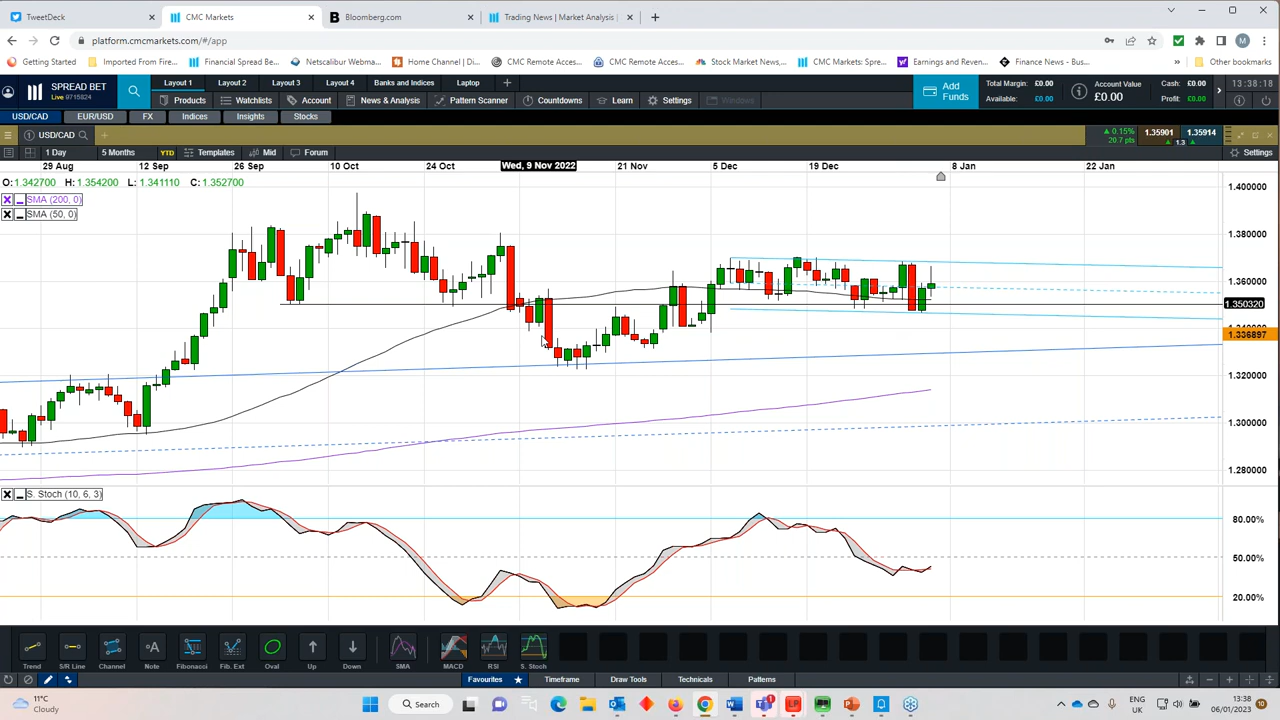 TweetDeck
CMC Markets
Bloomberg.com
Trading News | Market Analysis
platform.cmcmarkets.com/#/app
M
Getting Started
Imported From Fire...
Financial Spread Be...
Netscalibur Webmai...
Home Channel | Di...
CMC Remote Acces...
CMC Remote Acces...
Stock Market News,...
CMC Markets: Spre...
Earnings and Reven...
Finance News - Bus...
Other bookmarks
SPREAD BET
Live 9715824
Layout 1
Layout 2
Layout 3
Layout 4
Banks and Indices
Laptop
Products
Watchlists
Account
News & Analysis
Pattern Scanner
Countdowns
Learn
Settings
Windows
Add Funds
Total Margin: £0.00
Available: £0.00
Account Value
£0.00
Cash: £0.00
Profit: £0.00
13:38:18
USD/CAD
EUR/USD
FX
Indices
Insights
Stocks
1 USD/CAD
0.15%
20.7 pts
1.35901
1.35914
1.3
1 Day
5 Months
YTD
Templates
Mid
Forum
Settings
29 Aug
12 Sep
26 Sep
10 Oct
24 Oct
Wed, 9 Nov 2022
21 Nov
5 Dec
19 Dec
8 Jan
22 Jan
O: 1.342700 H: 1.354200 L: 1.341110 C: 1.352700
SMA (200, 0)
SMA (50, 0)
1.400000
1.380000
1.360000
1.350320
1.336897
1.320000
1.300000
1.280000
S. Stoch (10, 6, 3)
80.00%
50.00%
20.00%
Trend
S/R Line
Channel
A
Note
Fibonacci
Fib. Ext
Oval
Up
Down
SMA
MACD
RSI
S. Stoch
Favourites
Timeframe
Draw Tools
Technicals
Patterns
11°C
Cloudy
Search
ENG
UK
13:38
06/01/2023